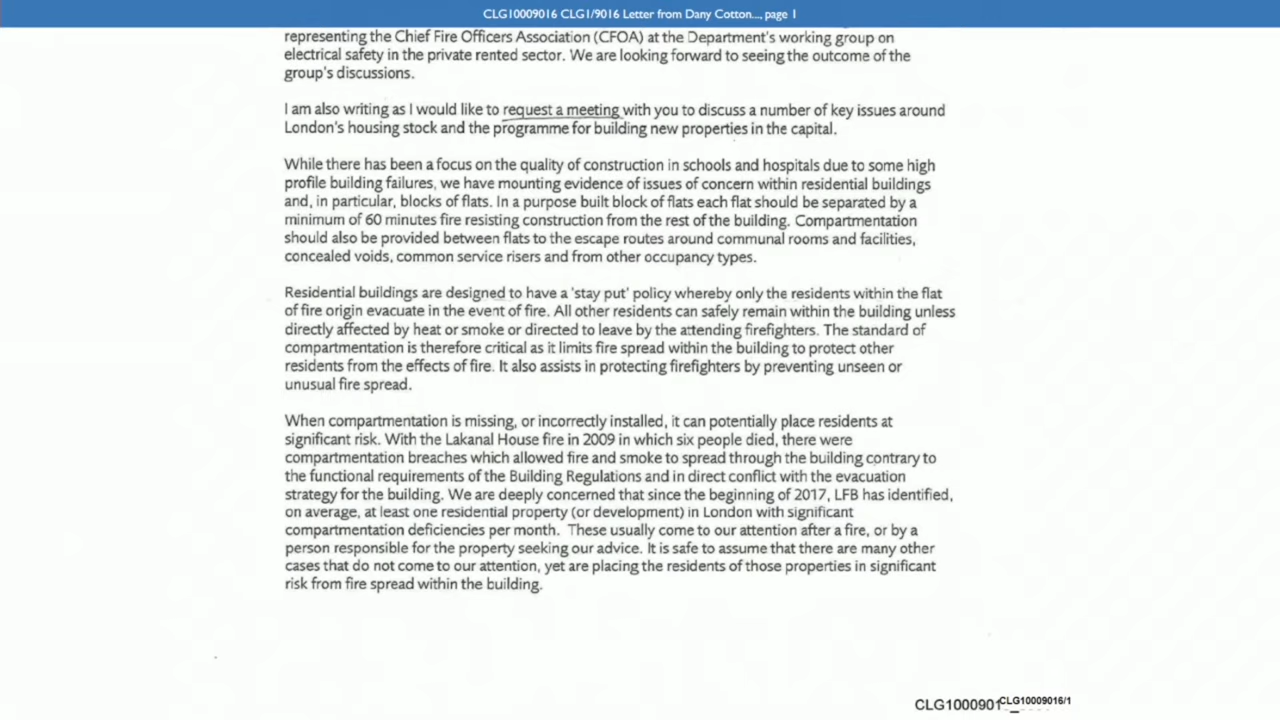 CLG10009016 CLG1/9016 Letter from Dany Cotton..., page 1
representing the Chief Fire Officers Association (CFOA) at the Department's working group on
electrical safety in the private rented sector. We are looking forward to seeing the outcome of the
group's discussions.
I am also writing as I would like to request a meeting with you to discuss a number of key issues around
London's housing stock and the programme for building new properties in the capital.
While there has been a focus on the quality of construction in schools and hospitals due to some high
profile building failures, we have mounting evidence of issues of concern within residential buildings
and, in particular, blocks of flats. In a purpose built block of flats each flat should be separated by a
minimum of 60 minutes fire resisting construction from the rest of the building. Compartmentation
should also be provided between flats to the escape routes around communal rooms and facilities,
concealed voids, common service risers and from other occupancy types.
Residential buildings are designed to have a 'stay put' policy whereby only the residents within the flat
of fire origin evacuate in the event of fire. All other residents can safely remain within the building unless
directly affected by heat or smoke or directed to leave by the attending firefighters. The standard of
compartmentation is therefore critical as it limits fire spread within the building to protect other
residents from the effects of fire. It also assists in protecting firefighters by preventing unseen or
unusual fire spread.
When compartmentation is missing, or incorrectly installed, it can potentially place residents at
significant risk. With the Lakanal House fire in 2009 in which six people died, there were
compartmentation breaches which allowed fire and smoke to spread through the building contrary to
the functional requirements of the Building Regulations and in direct conflict with the evacuation
strategy for the building. We are deeply concerned that since the beginning of 2017, LFB has identified,
on average, at least one residential property (or development) in London with significant
compartmentation deficiencies per month. These usually come to our attention after a fire, or by a
person responsible for the property seeking our advice. It is safe to assume that there are many other
cases that do not come to our attention, yet are placing the residents of those properties in significant
risk from fire spread within the building.
CLG1000901 CLG10009016/1